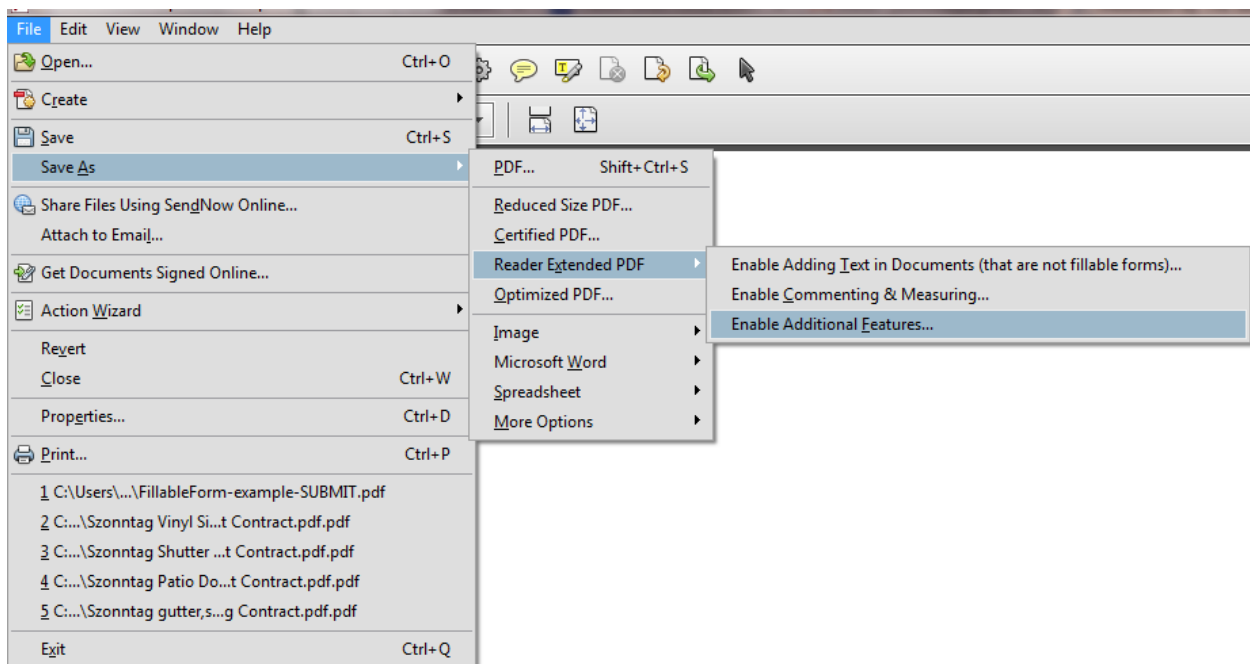 File Edit View Window Help
Open... Ctrl+O
Create
Save Ctrl+S
Save As
Share Files Using SendNow Online...
Attach to Email...
Get Documents Signed Online...
Action Wizard
Revert
Close Ctrl+W
Properties... Ctrl+D
Print... Ctrl+P
1 C:\Users\...\FillableForm-example-SUBMIT.pdf
2 C:...\Szonntag Vinyl Si...t Contract.pdf.pdf
3 C:...\Szonntag Shutter ...t Contract.pdf.pdf
4 C:...\Szonntag Patio Do...t Contract.pdf.pdf
5 C:...\Szonntag gutter,s...g Contract.pdf.pdf
Exit Ctrl+Q
PDF... Shift+Ctrl+S
Reduced Size PDF...
Certified PDF...
Reader Extended PDF
Optimized PDF...
Image
Microsoft Word
Spreadsheet
More Options
Enable Adding Text in Documents (that are not fillable forms)...
Enable Commenting & Measuring...
Enable Additional Features...